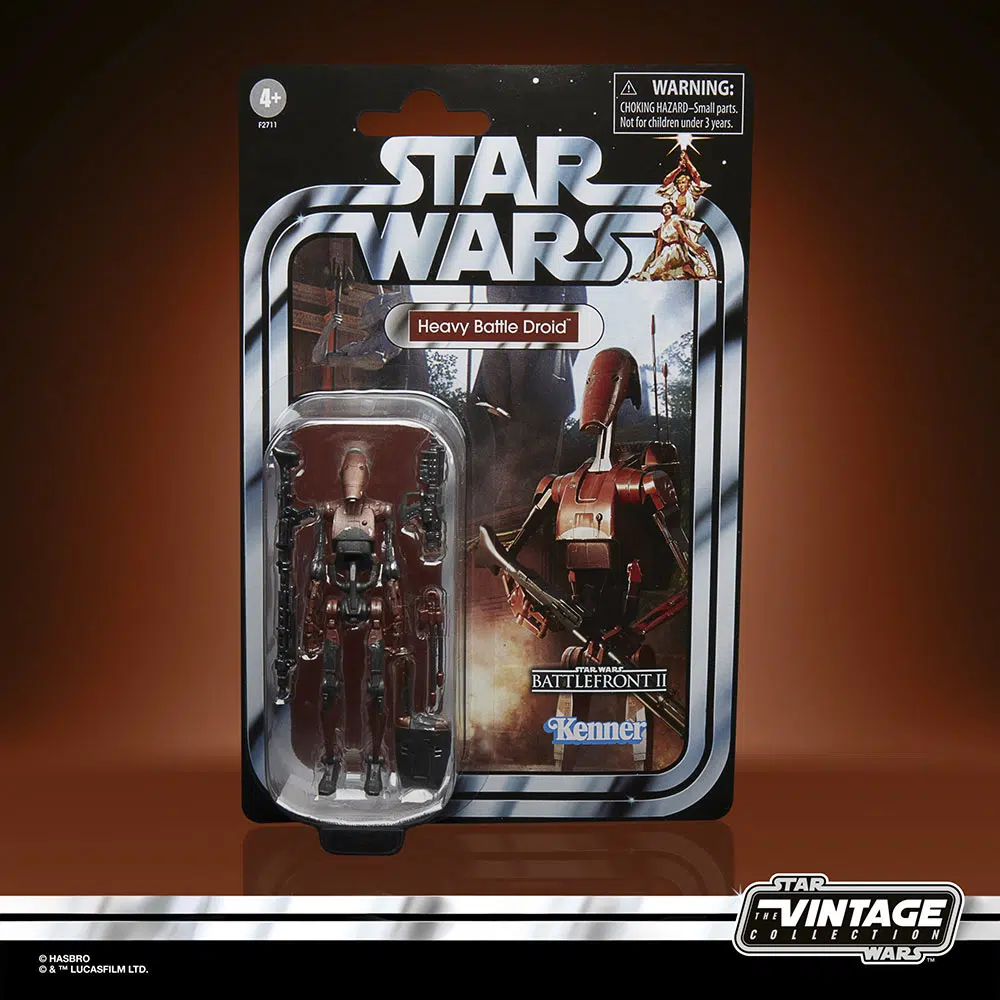 4+
F2711
WARNING:
CHOKING HAZARD–Small parts.
Not for children under 3 years.
STAR
WARS
Heavy Battle Droid™
STAR WARS
BATTLEFRONT II
Kenner
STAR
THE VINTAGE
COLLECTION
WARS™
© HASBRO
© & ™ LUCASFILM LTD.